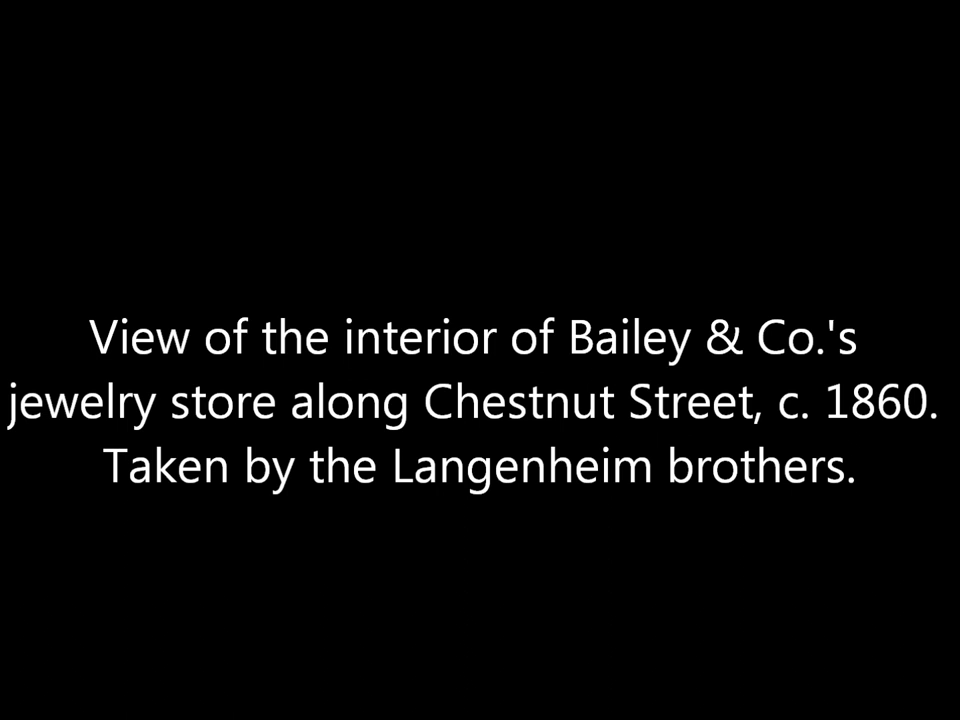 View of the interior of Bailey & Co.'s
jewelry store along Chestnut Street, c. 1860.
Taken by the Langenheim brothers.